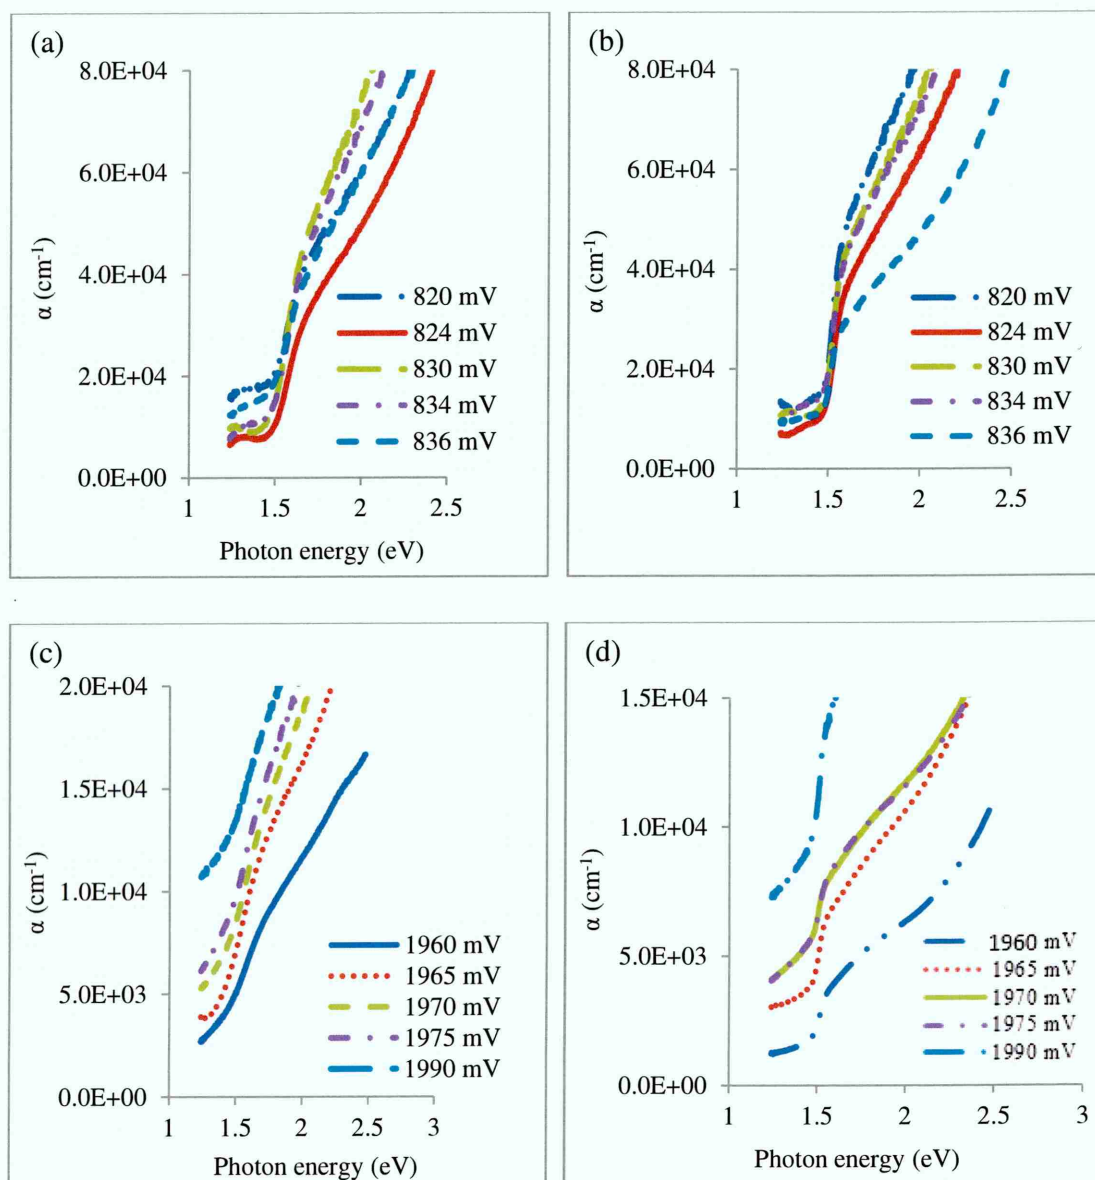 (a)
8.0E+04
6.0E+04
4.0E+04
2.0E+04
0.0E+00
α (cm⁻¹)
820 mV
824 mV
830 mV
834 mV
836 mV
1 1.5 2 2.5
Photon energy (eV)
(b)
8.0E+04
6.0E+04
4.0E+04
2.0E+04
0.0E+00
α (cm⁻¹)
820 mV
824 mV
830 mV
834 mV
836 mV
1 1.5 2 2.5
(c)
2.0E+04
1.5E+04
1.0E+04
5.0E+03
0.0E+00
α (cm⁻¹)
1960 mV
1965 mV
1970 mV
1975 mV
1990 mV
1 1.5 2 2.5 3
Photon energy (eV)
(d)
1.5E+04
1.0E+04
5.0E+03
0.0E+00
α (cm⁻¹)
1960 mV
1965 mV
1970 mV
1975 mV
1990 mV
1 1.5 2 2.5 3
Photon energy (eV)